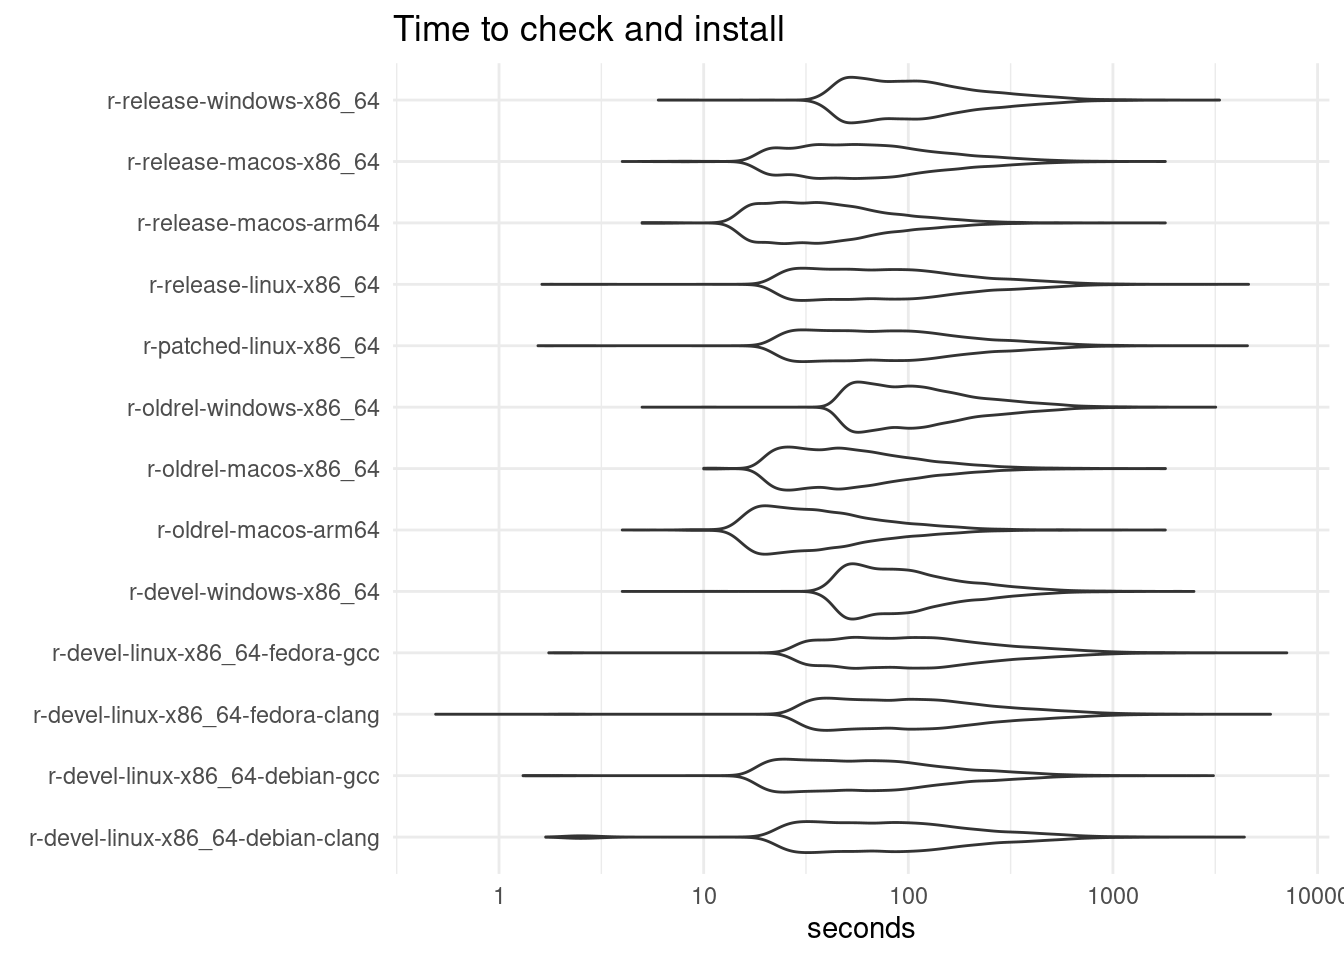 Time to check and install
r-release-windows-x86_64
r-release-macos-x86_64
r-release-macos-arm64
r-release-linux-x86_64
r-patched-linux-x86_64
r-oldrel-windows-x86_64
r-oldrel-macos-x86_64
r-oldrel-macos-arm64
r-devel-windows-x86_64
r-devel-linux-x86_64-fedora-gcc
r-devel-linux-x86_64-fedora-clang
r-devel-linux-x86_64-debian-gcc
r-devel-linux-x86_64-debian-clang
1 10 100 1000 10000
seconds